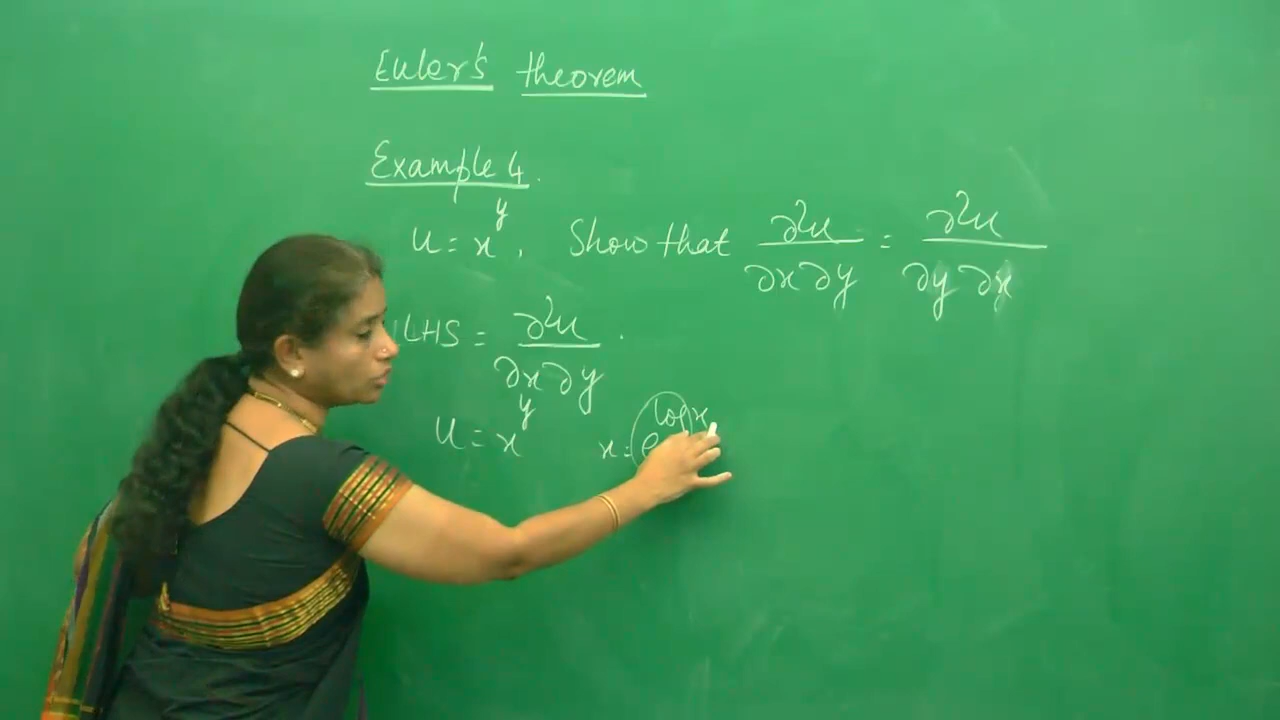 Euler's theorem
Example 4.
u = x^y, Show that ∂²u/∂x∂y = ∂²u/∂y∂x
LHS = ∂²u/∂x∂y.
u = x^y x = e^log x